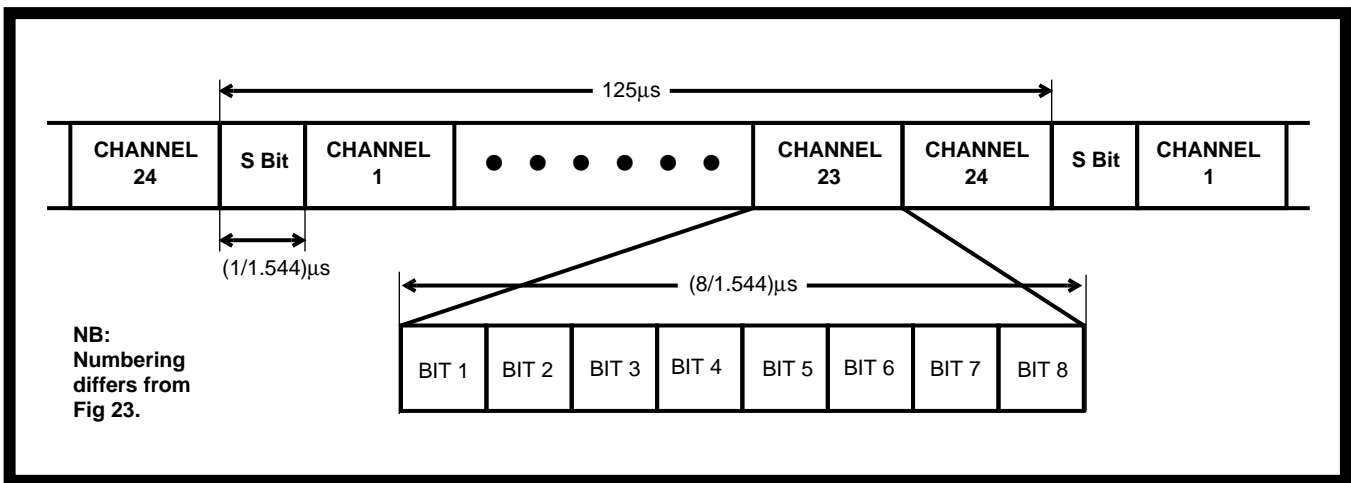 125µs
CHANNEL 24
S Bit
CHANNEL 1
CHANNEL 23
CHANNEL 24
S Bit
CHANNEL 1
(1/1.544)µs
(8/1.544)µs
NB:
Numbering
differs from
Fig 23.
BIT 1
BIT 2
BIT 3
BIT 4
BIT 5
BIT 6
BIT 7
BIT 8